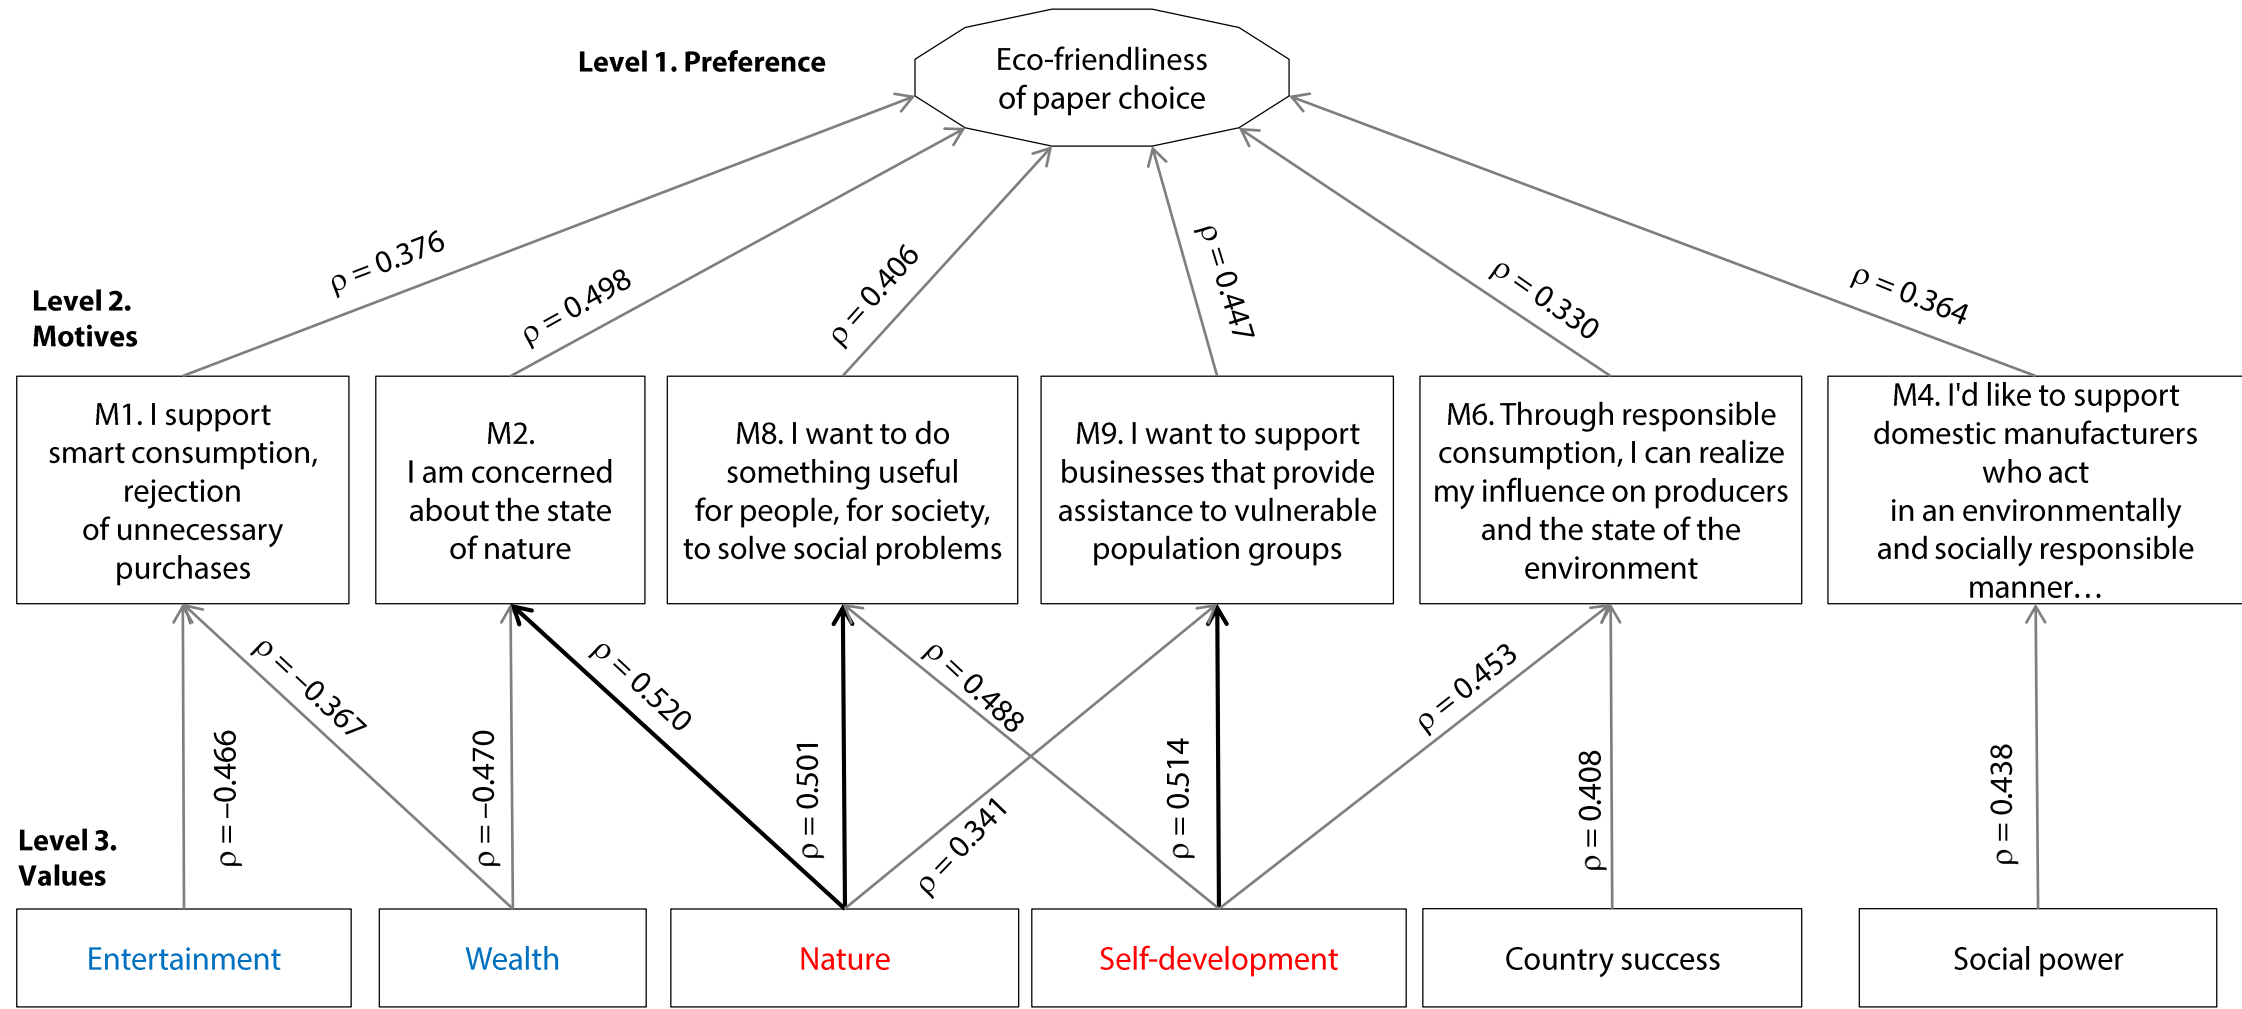 Level 1. Preference
Eco-friendliness
of paper choice
ρ = 0.376
ρ = 0.498
ρ = 0.406
ρ = 0.447
ρ = 0.330
ρ = 0.364
Level 2.
Motives
M1. I support
smart consumption,
rejection
of unnecessary
purchases
M2.
I am concerned
about the state
of nature
M8. I want to do
something useful
for people, for society,
to solve social problems
M9. I want to support
businesses that provide
assistance to vulnerable
population groups
M6. Through responsible
consumption, I can realize
my influence on producers
and the state of the
environment
M4. I'd like to support
domestic manufacturers
who act
in an environmentally
and socially responsible
manner…
ρ = –0.466
ρ = –0.367
ρ = –0.470
ρ = 0.520
ρ = 0.501
ρ = 0.488
ρ = 0.341
ρ = 0.514
ρ = 0.453
ρ = 0.408
ρ = 0.438
Level 3.
Values
Entertainment
Wealth
Nature
Self-development
Country success
Social power